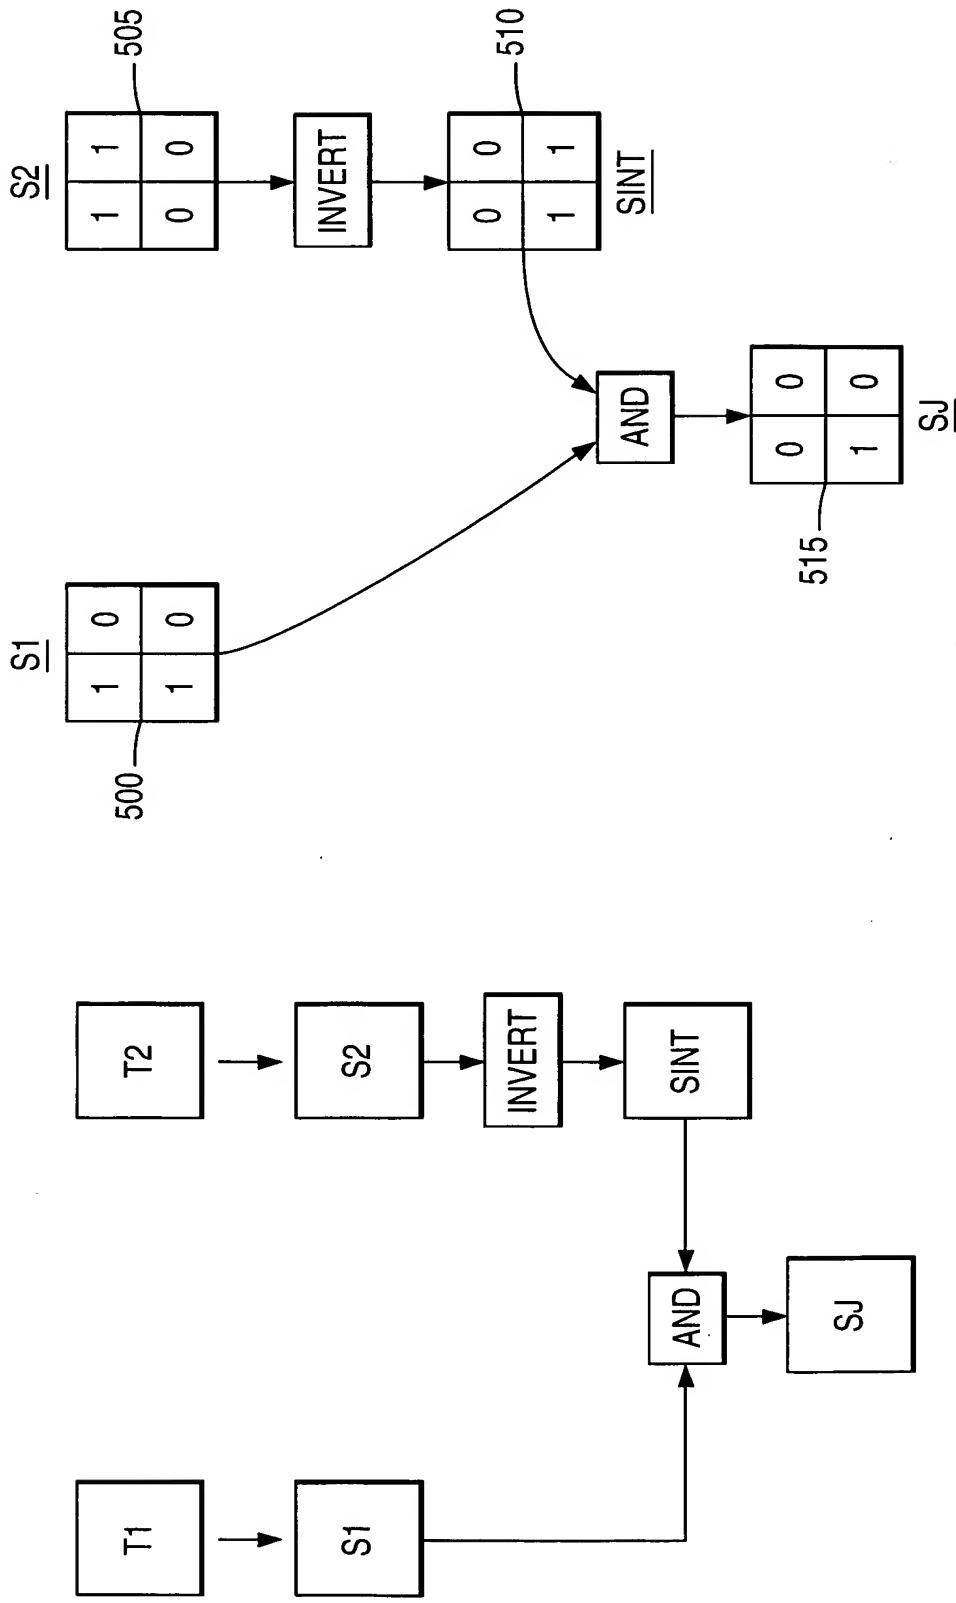 T1
T2
S1
S2
INVERT
SINT
AND
SJ
S1
1 0
1 0
500
S2
1 1
0 0
505
INVERT
0 0
1 1
510
SINT
AND
0 0
1 0
515
SJ